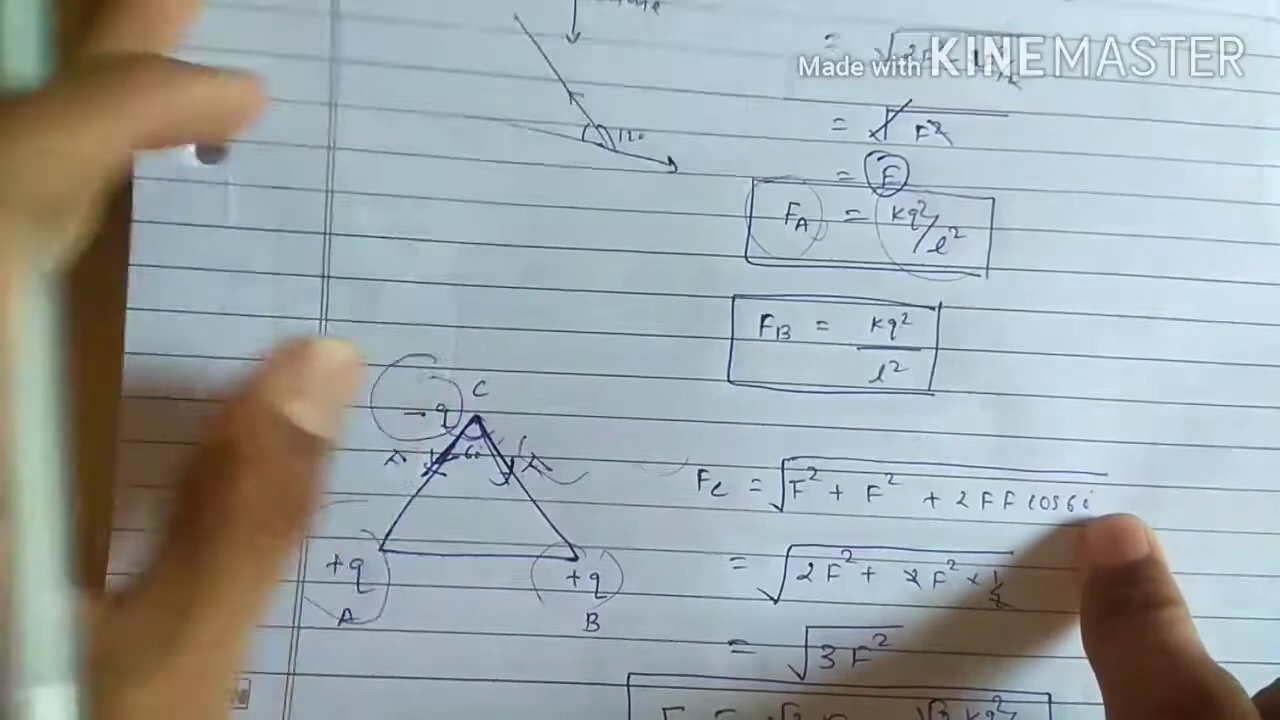 Made with KINEMASTER
= √F²
120
= F
F_A = kq²/l²
F_B = kq²/l²
C
-q
60
F_C = √F² + F² + 2FF cos60
+q
+q
= √2F² + 2F² × 1/2
A
B
= √3F²